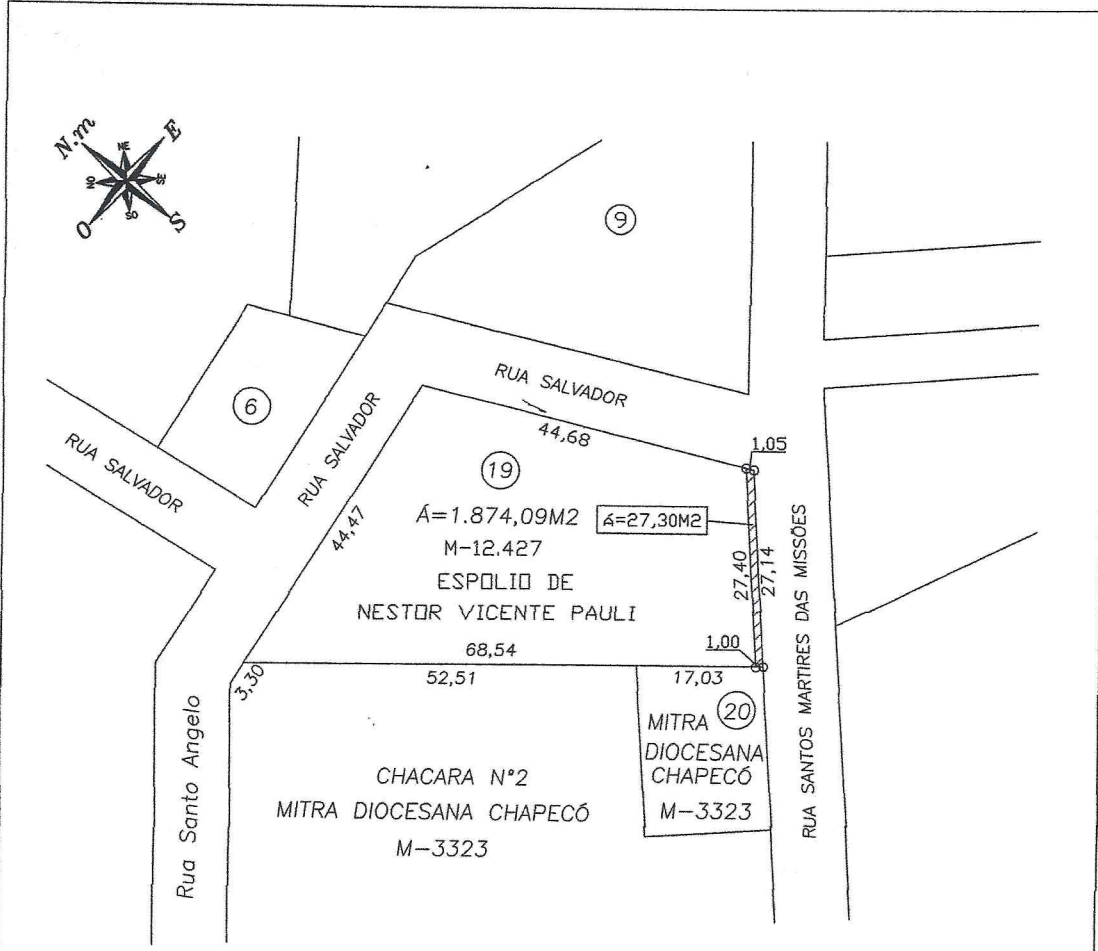 N.m
E
NE
NO
SE
O
SO
S
9
6
RUA SALVADOR
RUA SALVADOR
RUA SALVADOR
44,68
1,05
19
44,47
Á=1.874,09M2
Á=27,30M2
M-12.427
ESPOLIO DE
NESTOR VICENTE PAULI
27,40
27,14
RUA SANTOS MARTIRES DAS MISSÕES
1,00
68,54
52,51
17,03
3,30
Rua Santo Angelo
20
MITRA
DIOCESANA
CHAPECÓ
M-3323
CHACARA Nº2
MITRA DIOCESANA CHAPECÓ
M-3323